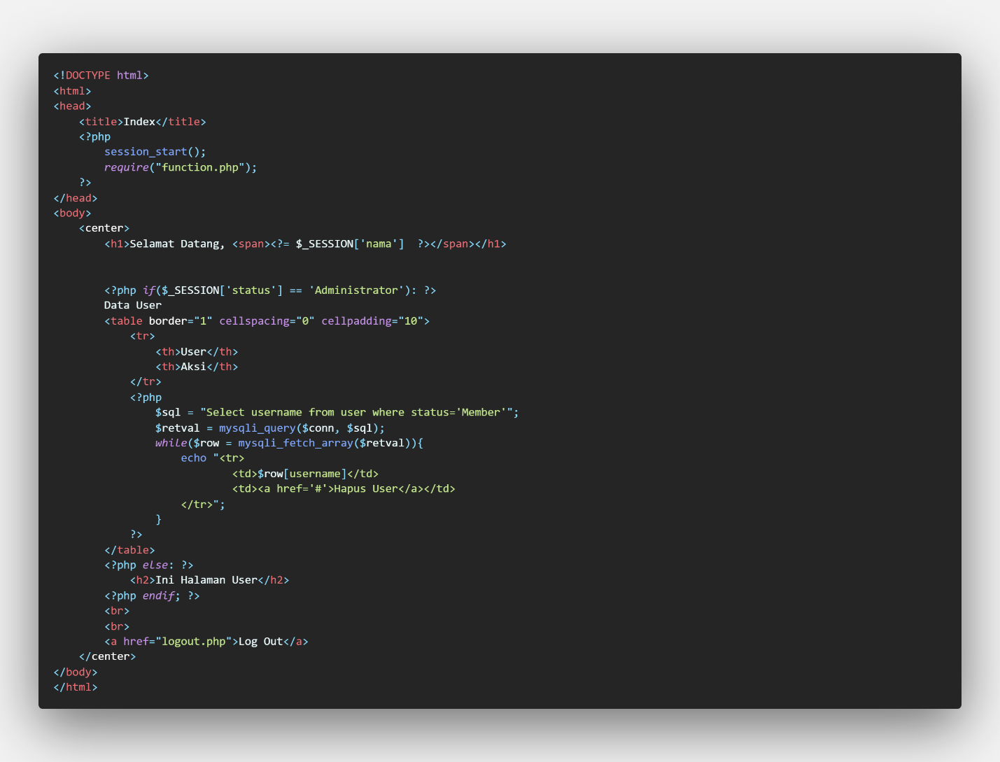 <!DOCTYPE html>
<html>
<head>
    <title>Index</title>
    <?php
        session_start();
        require("function.php");
    ?>
</head>
<body>
    <center>
        <h1>Selamat Datang, <span><?= $_SESSION['nama']  ?></span></h1>
        <?php if($_SESSION['status'] == 'Administrator'): ?>
        Data User
        <table border="1" cellspacing="0" cellpadding="10">
            <tr>
                <th>User</th>
                <th>Aksi</th>
            </tr>
            <?php
                $sql = "Select username from user where status='Member'";
                $retval = mysqli_query($conn, $sql);
                while($row = mysqli_fetch_array($retval)){
                    echo "<tr>
                            <td>$row[username]</td>
                            <td><a href='#'>Hapus User</a></td>
                    </tr>";
                }
            ?>
        </table>
        <?php else: ?>
            <h2>Ini Halaman User</h2>
        <?php endif; ?>
        <br>
        <br>
        <a href="logout.php">Log Out</a>
    </center>
</body>
</html>